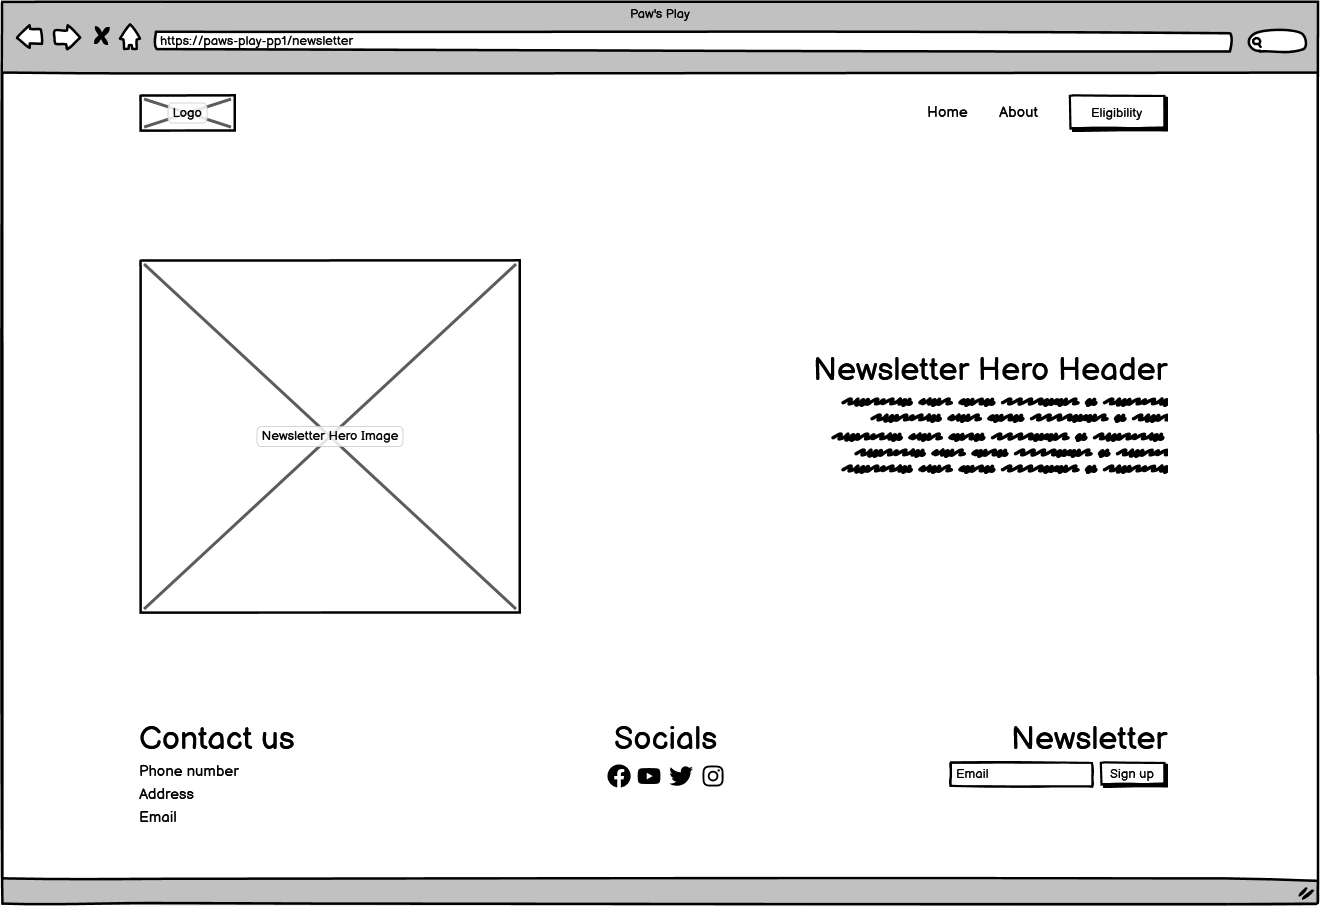 Paw's Play
https://paws-play-pp1/newsletter
Logo
Home About Eligibility
Newsletter Hero Image
Newsletter Hero Header
Contact us
Phone number
Address
Email
Socials
Newsletter
Email Sign up